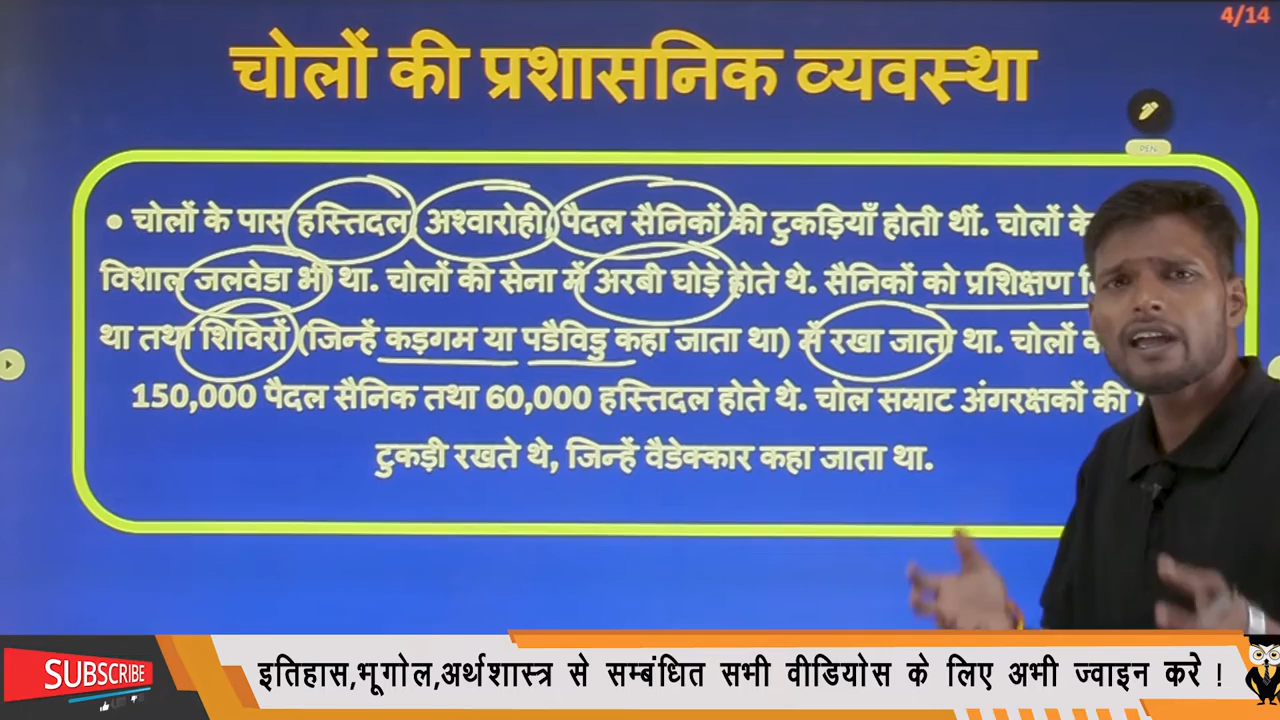 4/14
चोलों की प्रशासनिक व्यवस्था
PEN
• चोलों के पास हस्तिदल, अश्वारोही, पैदल सैनिकों की टुकड़ियाँ होती थीं. चोलों के
विशाल जलवेडा भी था. चोलों की सेना में अरबी घोड़े होते थे. सैनिकों को प्रशिक्षण
था तथा शिविरों (जिन्हें कड़गम या पडैविडु कहा जाता था) में रखा जाता था. चोलों
150,000 पैदल सैनिक तथा 60,000 हस्तिदल होते थे. चोल सम्राट अंगरक्षकों की
टुकड़ी रखते थे, जिन्हें वैडेक्कार कहा जाता था.
SUBSCRIBE
इतिहास,भूगोल,अर्थशास्त्र से सम्बंधित सभी वीडियोस के लिए अभी ज्वाइन करे !